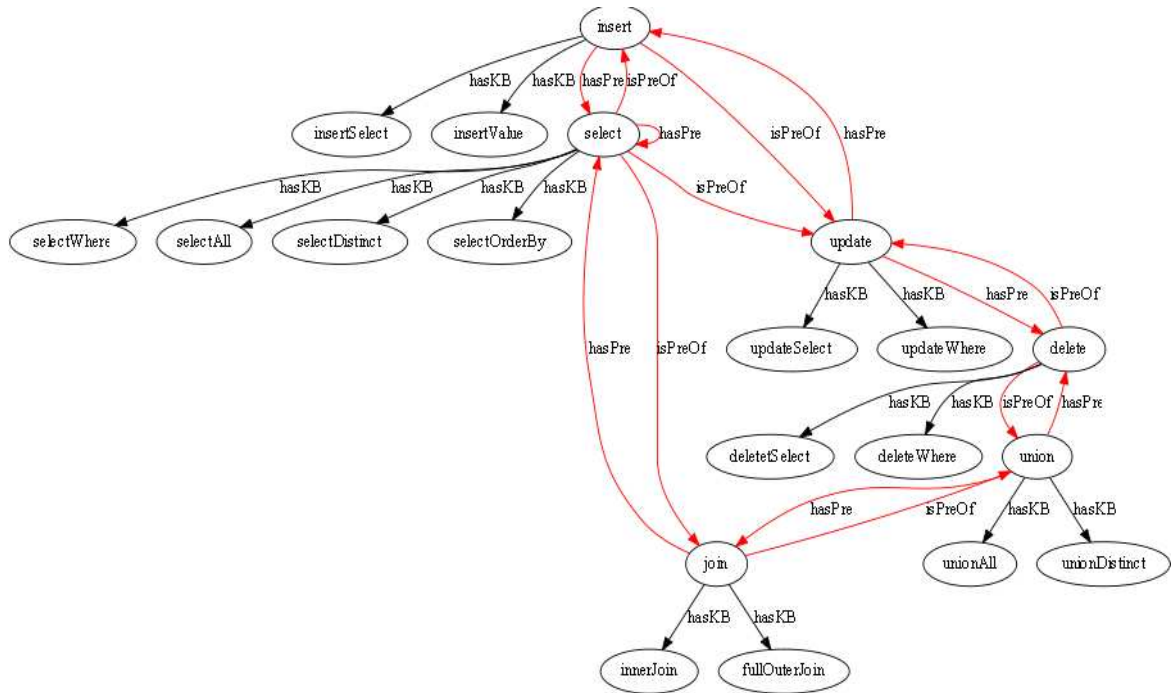 insert
hasKB
hasKB
hasPre
isPreOf
insertSelect
insertValue
select
hasPre
isPreOf
hasPre
hasKB
hasKB
hasKB
hasKB
isPreOf
selectWhere
selectAll
selectDistinct
selectOrderBy
update
hasKB
hasKB
hasPre
isPreOf
hasPre
isPreOf
updateSelect
updateWhere
delete
hasKB
hasKB
isPreOf
hasPre
deletetSelect
deleteWhere
union
hasPre
isPreOf
hasKB
hasKB
join
unionAll
unionDistinct
hasKB
hasKB
innerJoin
fullOuterJoin